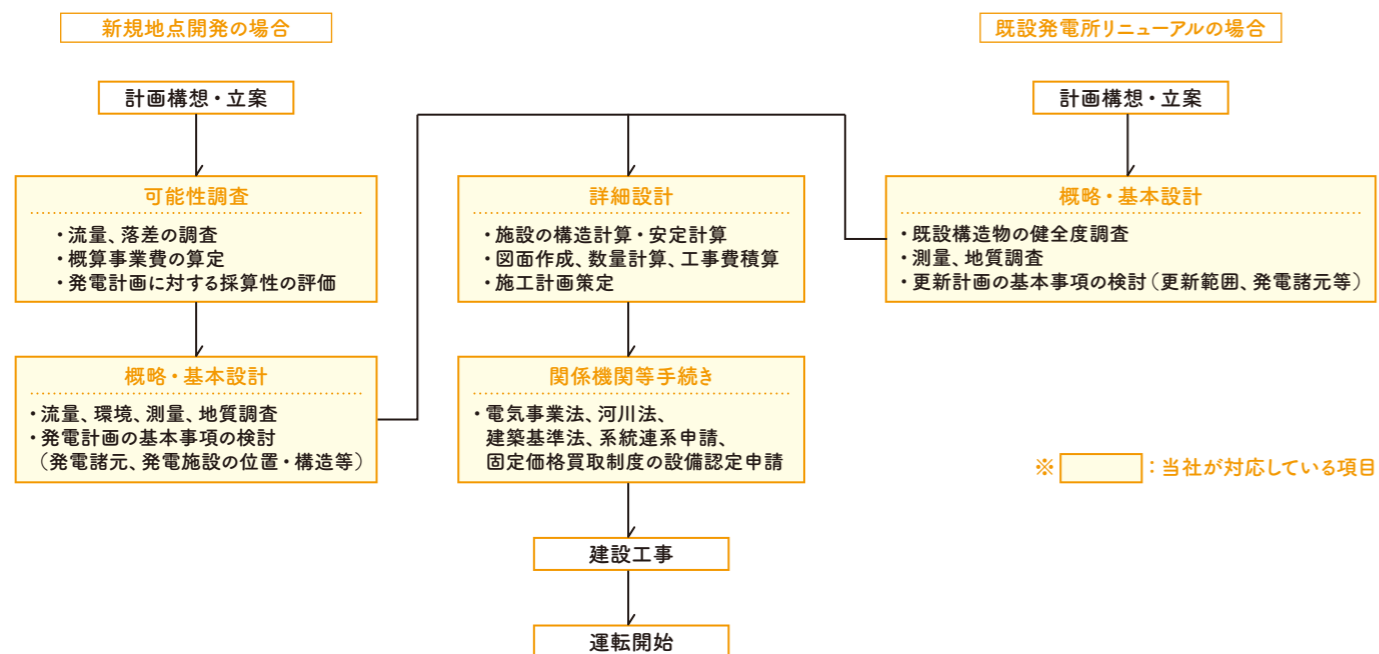 新規地点開発の場合
計画構想・立案
可能性調査
・流量、落差の調査
・概算事業費の算定
・発電計画に対する採算性の評価
概略・基本設計
・流量、環境、測量、地質調査
・発電計画の基本事項の検討
（発電諸元、発電施設の位置・構造等）
詳細設計
・施設の構造計算・安定計算
・図面作成、数量計算、工事費積算
・施工計画策定
関係機関等手続き
・電気事業法、河川法、
建築基準法、系統連系申請、
固定価格買取制度の設備認定申請
建設工事
運転開始
既設発電所リニューアルの場合
計画構想・立案
概略・基本設計
・既設構造物の健全度調査
・測量、地質調査
・更新計画の基本事項の検討（更新範囲、発電諸元等）
※　：当社が対応している項目